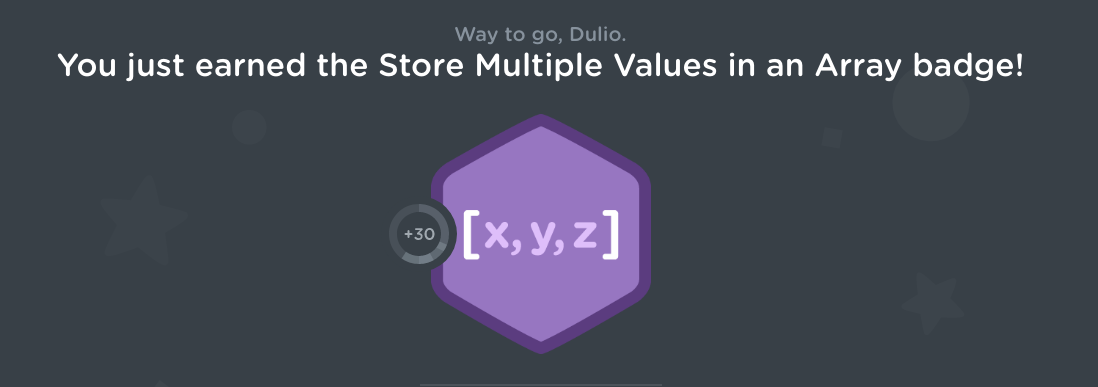 Way to go, Dulio.
You just earned the Store Multiple Values in an Array badge!
+30
[x, y, z]